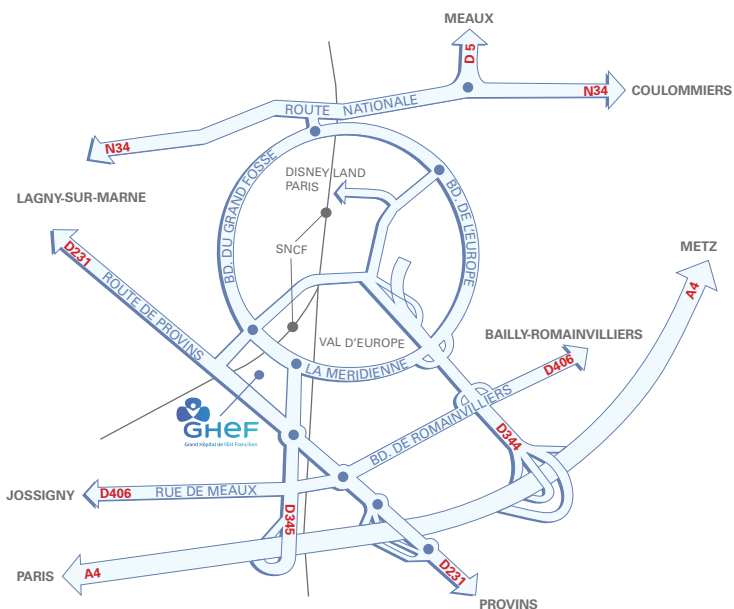 MEAUX
D 5
N34
COULOMMIERS
ROUTE NATIONALE
N34
DISNEY LAND
PARIS
BD. DU GRAND FOSSE
BD. DE L'EUROPE
LAGNY-SUR-MARNE
D231
ROUTE DE PROVINS
SNCF
METZ
A4
VAL D'EUROPE
BAILLY-ROMAINVILLIERS
D406
LA MERIDIENNE
BD. DE ROMAINVILLIERS
GHEF
Grand Hôpital de l'Est Francilien
D344
JOSSIGNY
D406
RUE DE MEAUX
D345
PARIS
A4
D231
PROVINS